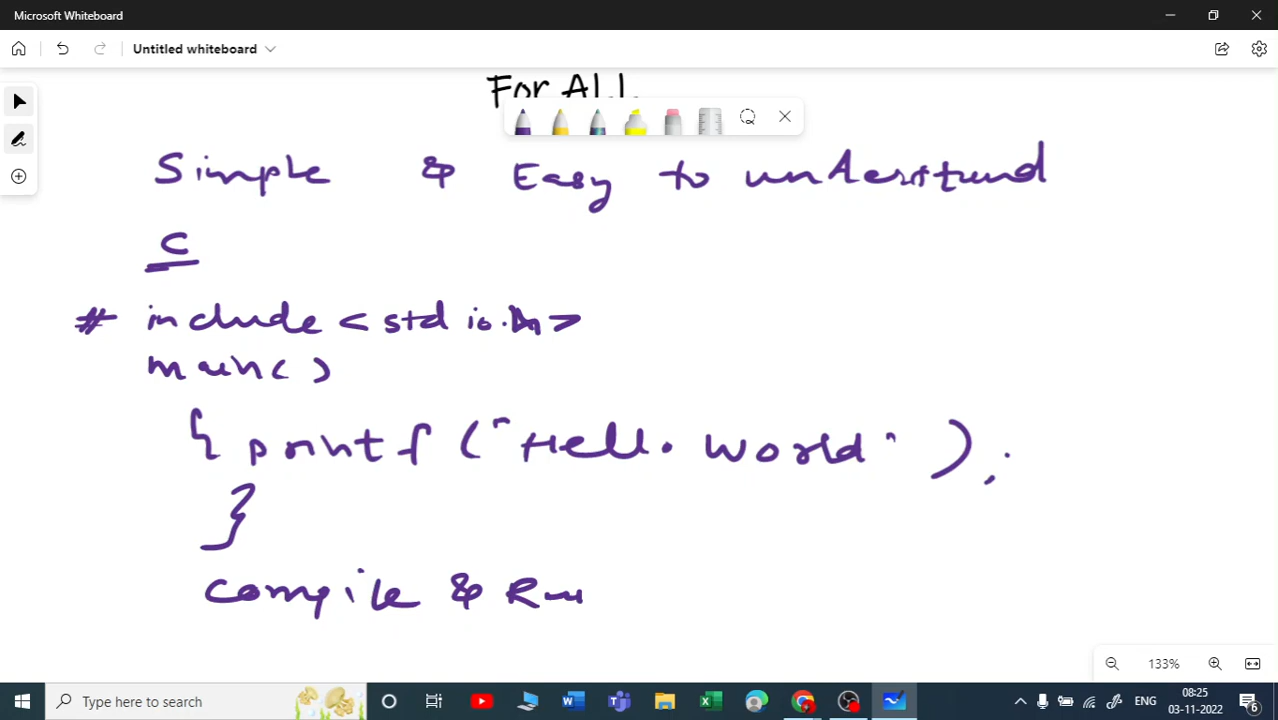 Microsoft Whiteboard
Untitled whiteboard
For ALL
Simple & Easy to understand
C
# include < stdio.h >
main( )
{ printf ("Hello World" );
}
Compile & Run
133%
Type here to search
ENG
08:25
03-11-2022
6